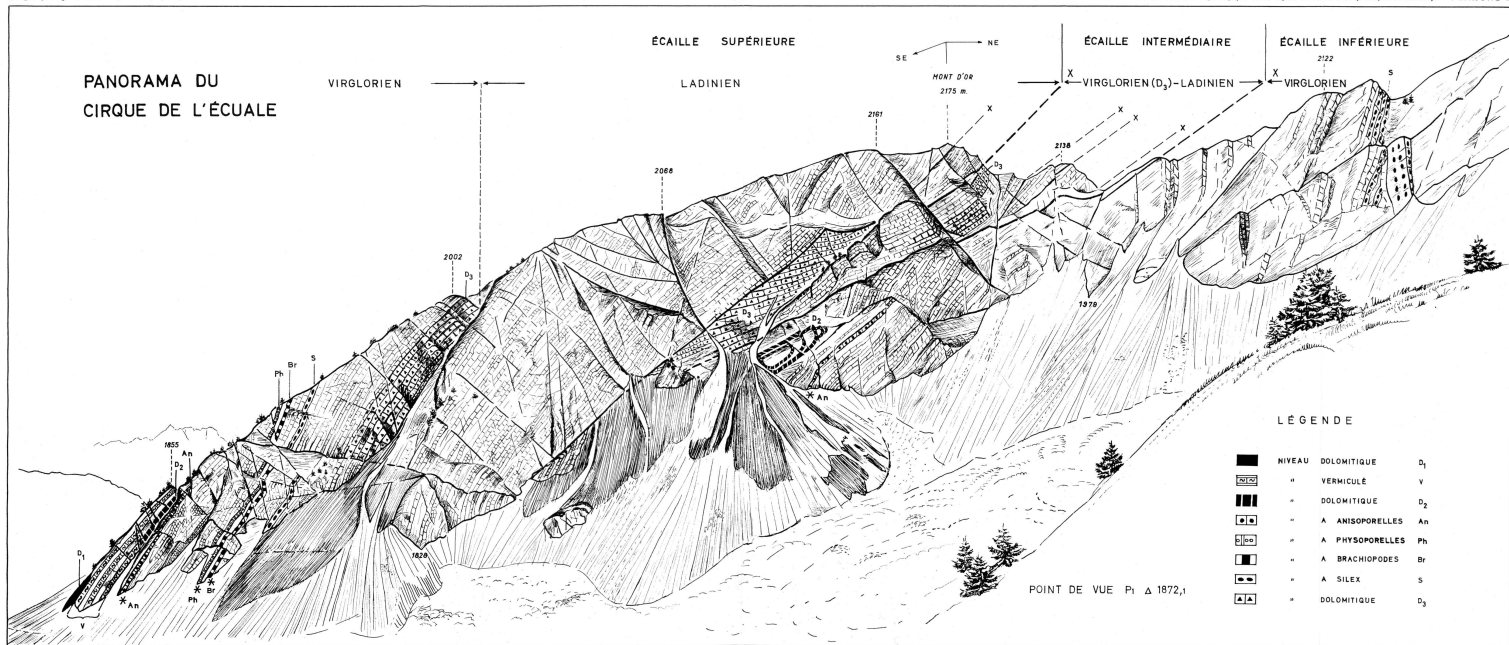 PANORAMA DU
CIRQUE DE L'ÉCUALE
ÉCAILLE SUPÉRIEURE
SE
NE
ÉCAILLE INTERMÉDIAIRE
ÉCAILLE INFÉRIEURE
VIRGLORIEN
LADINIEN
MONT D'OR
2175 m.
X
VIRGLORIEN (D3)-LADINIEN
X
VIRGLORIEN
2122
S
X
X
X
2161
2138
D3
2068
2002
D3
D3
D2
1979
Ph
Br
S
An
1855
D2
An
1828
D1
V
An
Ph
Br
POINT DE VUE P1 Δ 1872,1
LÉGENDE
NIVEAU DOLOMITIQUE D1
" VERMICULÉ V
" DOLOMITIQUE D2
" A ANISOPORELLES An
" A PHYSOPORELLES Ph
" A BRACHIOPODES Br
" A SILEX S
" DOLOMITIQUE D3